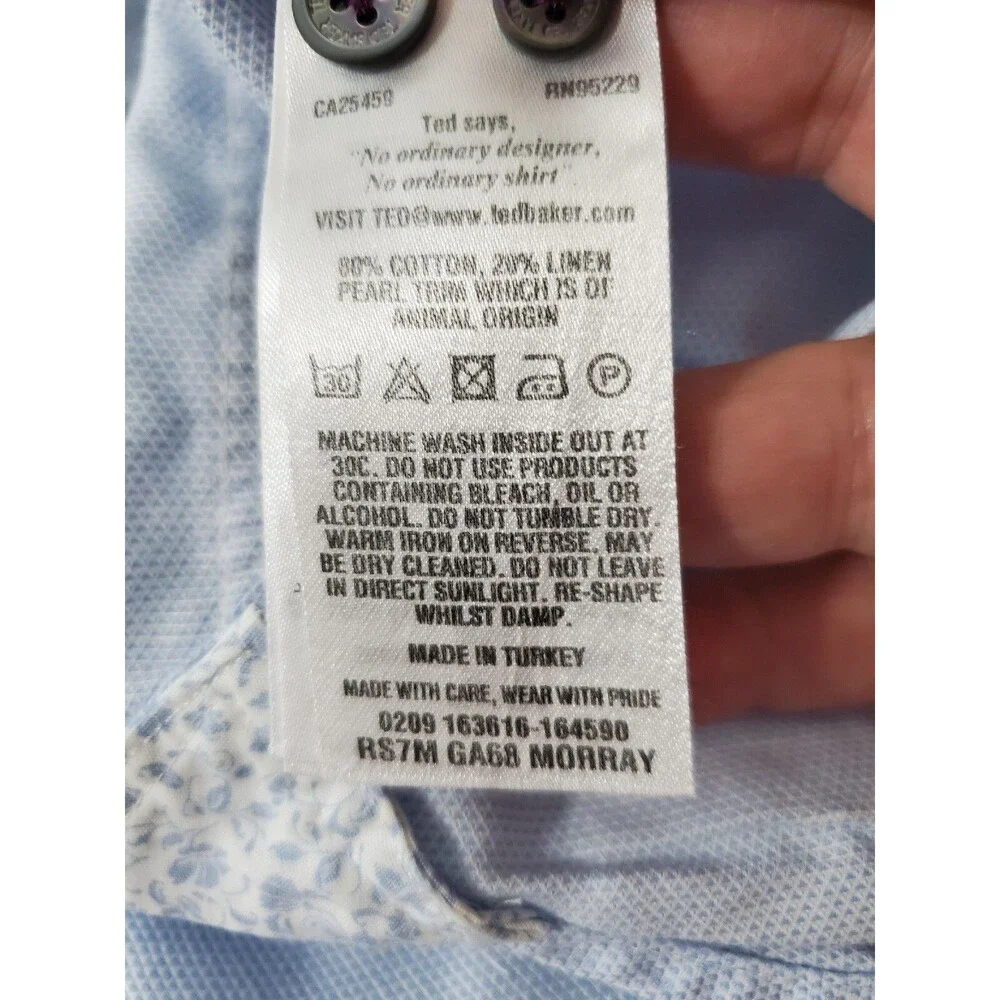 CA25459 RN95229
Ted says,
"No ordinary designer,
No ordinary shirt"
VISIT TED@www.tedbaker.com
80% COTTON, 20% LINEN
PEARL TRIM WHICH IS OF
ANIMAL ORIGIN
30 P
MACHINE WASH INSIDE OUT AT
30C. DO NOT USE PRODUCTS
CONTAINING BLEACH, OIL OR
ALCOHOL. DO NOT TUMBLE DRY.
WARM IRON ON REVERSE. MAY
BE DRY CLEANED. DO NOT LEAVE
IN DIRECT SUNLIGHT. RE-SHAPE
WHILST DAMP.
MADE IN TURKEY
MADE WITH CARE, WEAR WITH PRIDE
0209 163616-164590
RS7M GA68 MORRAY